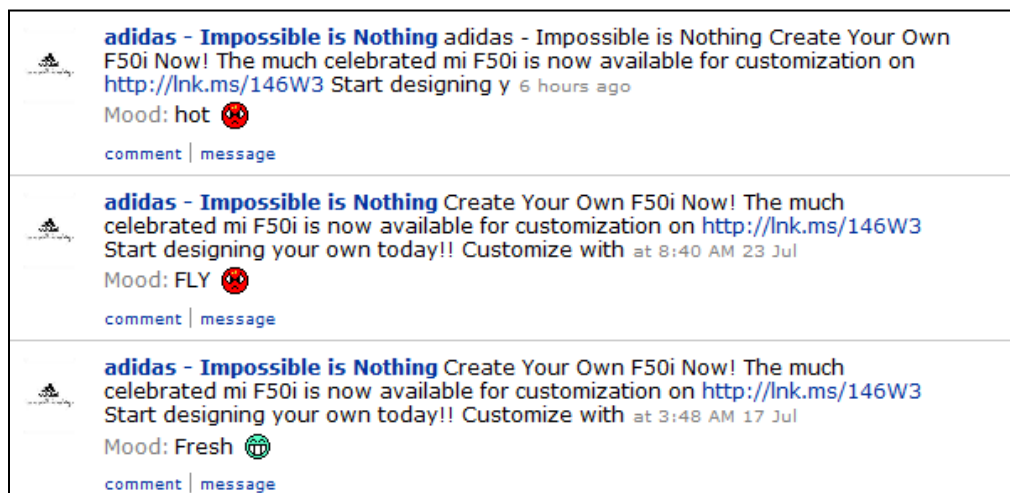 adidas - Impossible is Nothing adidas - Impossible is Nothing Create Your Own
F50i Now! The much celebrated mi F50i is now available for customization on
http://lnk.ms/146W3 Start designing y 6 hours ago
Mood: hot
comment | message
adidas - Impossible is Nothing Create Your Own F50i Now! The much
celebrated mi F50i is now available for customization on http://lnk.ms/146W3
Start designing your own today!! Customize with at 8:40 AM 23 Jul
Mood: FLY
comment | message
adidas - Impossible is Nothing Create Your Own F50i Now! The much
celebrated mi F50i is now available for customization on http://lnk.ms/146W3
Start designing your own today!! Customize with at 3:48 AM 17 Jul
Mood: Fresh
comment | message